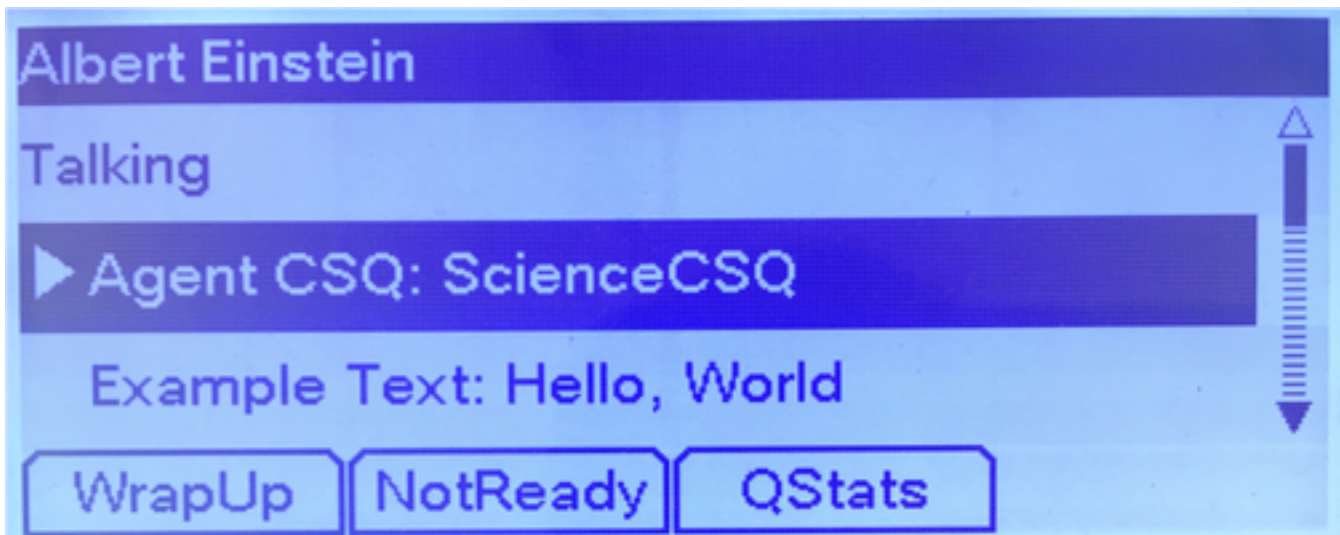 Albert Einstein
Talking
Agent CSQ: ScienceCSQ
Example Text: Hello, World
WrapUp NotReady QStats